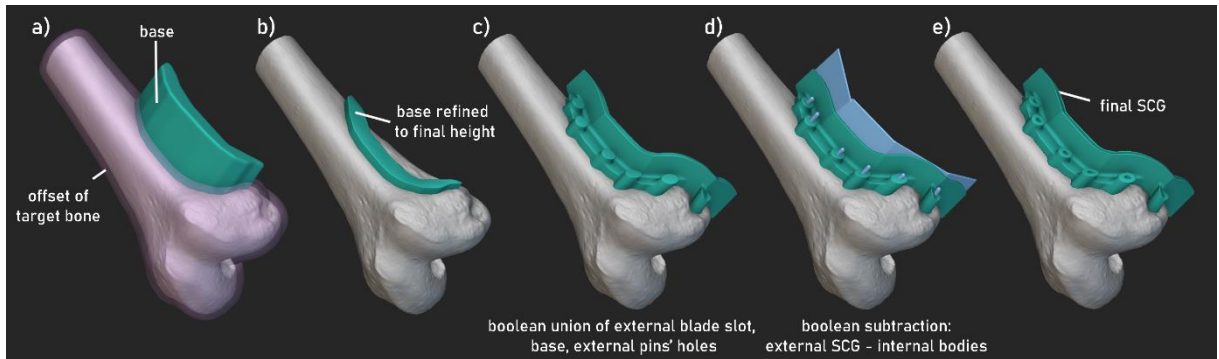 a)
base
offset of
target bone
b)
base refined
to final height
c)
boolean union of external blade slot,
base, external pins' holes
d)
boolean subtraction:
external SCG - internal bodies
e)
final SCG